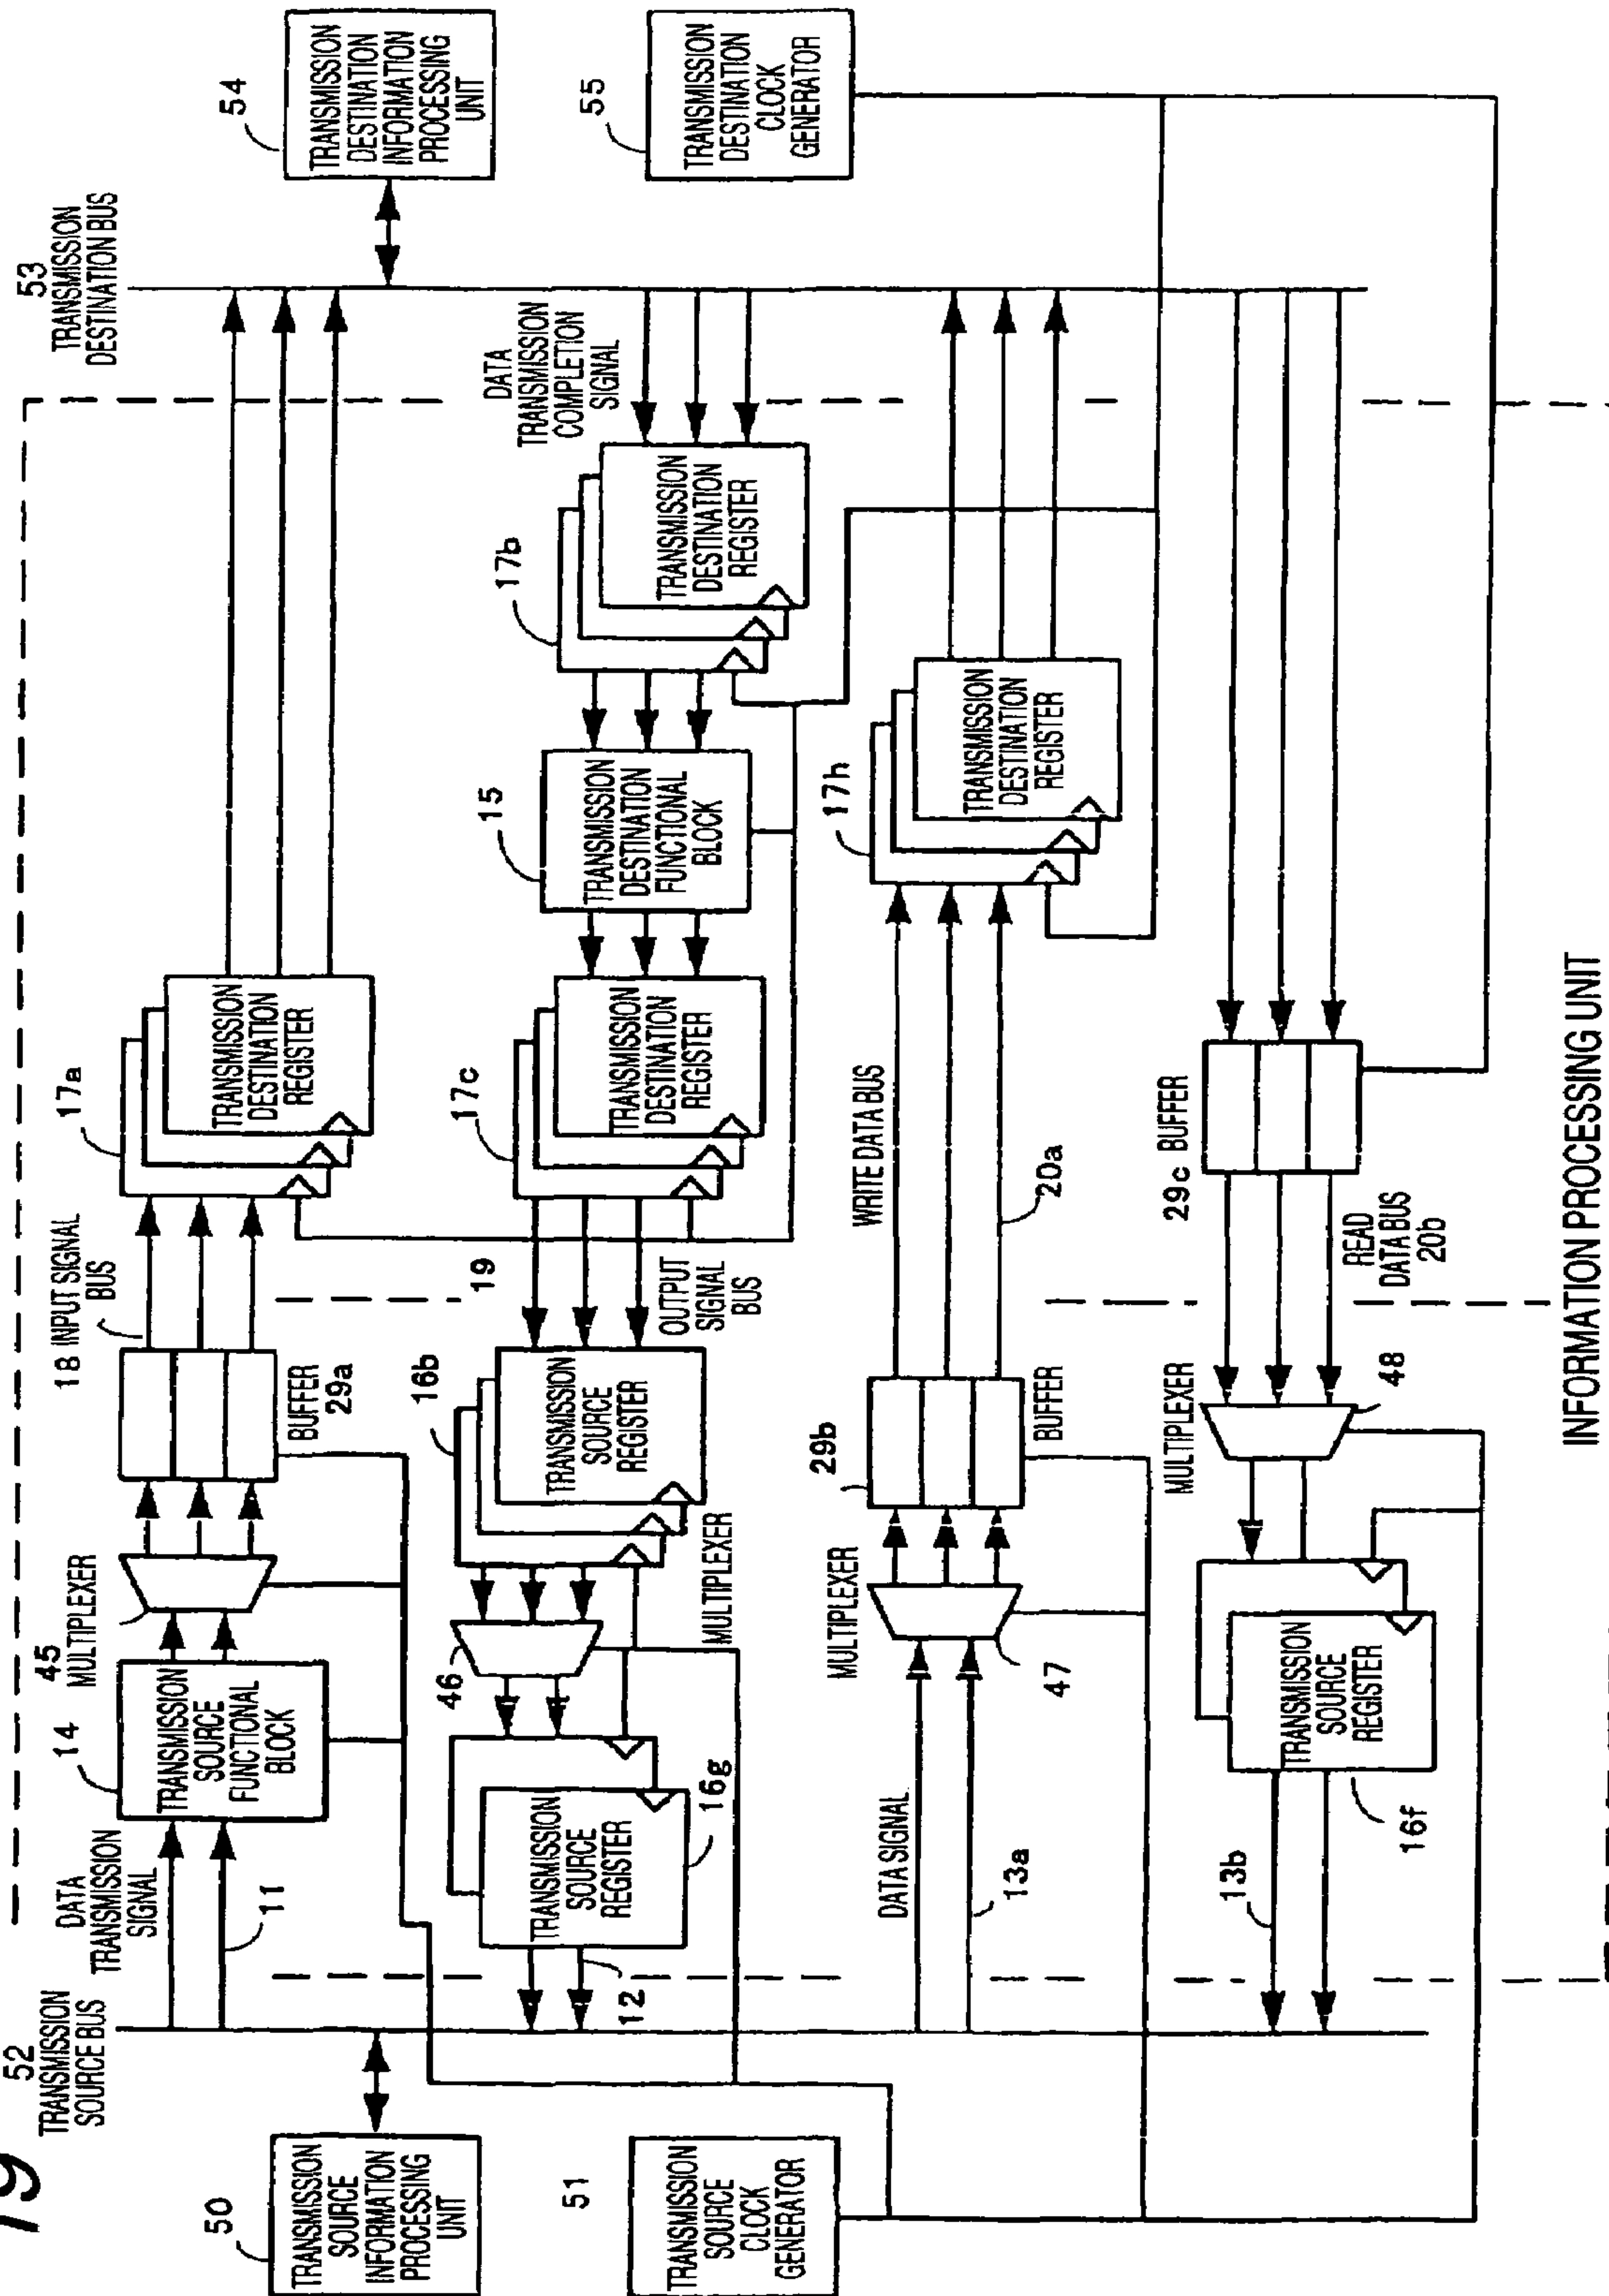 19
52
TRANSMISSION
SOURCE BUS
50
TRANSMISSION
SOURCE
INFORMATION
PROCESSING
UNIT
51
TRANSMISSION
SOURCE
CLOCK
GENERATOR
DATA
TRANSMISSION
SIGNAL
11
14
TRANSMISSION
SOURCE
FUNCTIONAL
BLOCK
45
MULTIPLEXER
BUFFER
29a
18 INPUT SIGNAL
BUS
17a
TRANSMISSION
DESTINATION
REGISTER
53
TRANSMISSION
DESTINATION BUS
54
TRANSMISSION
DESTINATION
INFORMATION
PROCESSING
UNIT
55
TRANSMISSION
DESTINATION
CLOCK
GENERATOR
12
TRANSMISSION
SOURCE
REGISTER
16g
46
MULTIPLEXER
16b
TRANSMISSION
SOURCE
REGISTER
19
OUTPUT
SIGNAL
BUS
17c
TRANSMISSION
DESTINATION
REGISTER
15
TRANSMISSION
DESTINATION
FUNCTIONAL
BLOCK
17b
TRANSMISSION
DESTINATION
REGISTER
DATA
TRANSMISSION
COMPLETION
SIGNAL
DATA SIGNAL
13a
MULTIPLEXER
47
29b
BUFFER
WRITE DATA BUS
20a
17h
TRANSMISSION
DESTINATION
REGISTER
13b
TRANSMISSION
SOURCE
REGISTER
16f
MULTIPLEXER
48
READ
DATA BUS
20b
29c BUFFER
INFORMATION PROCESSING UNIT